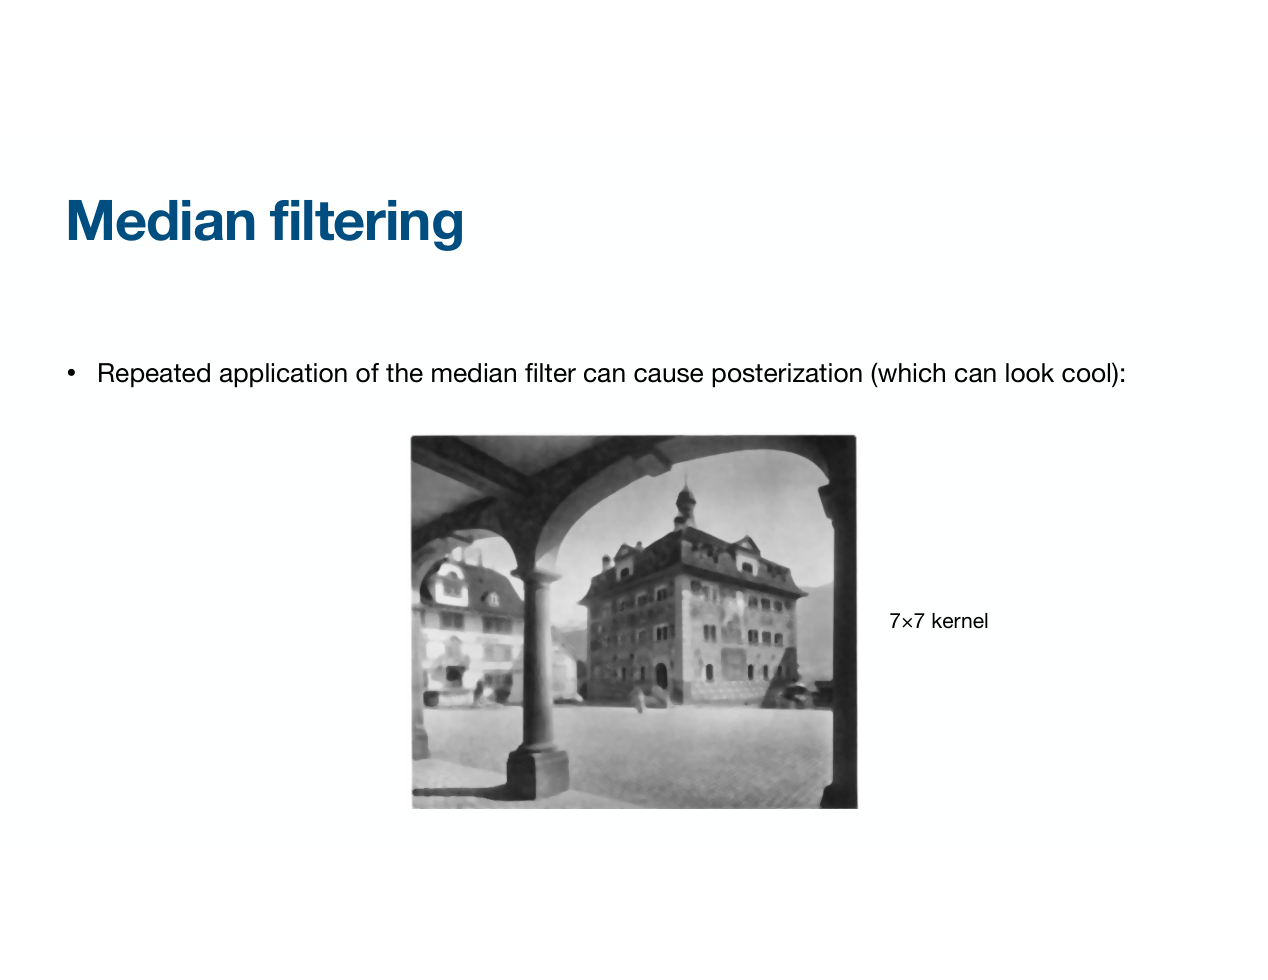 Median filtering
• Repeated application of the median filter can cause posterization (which can look cool):
7×7 kernel